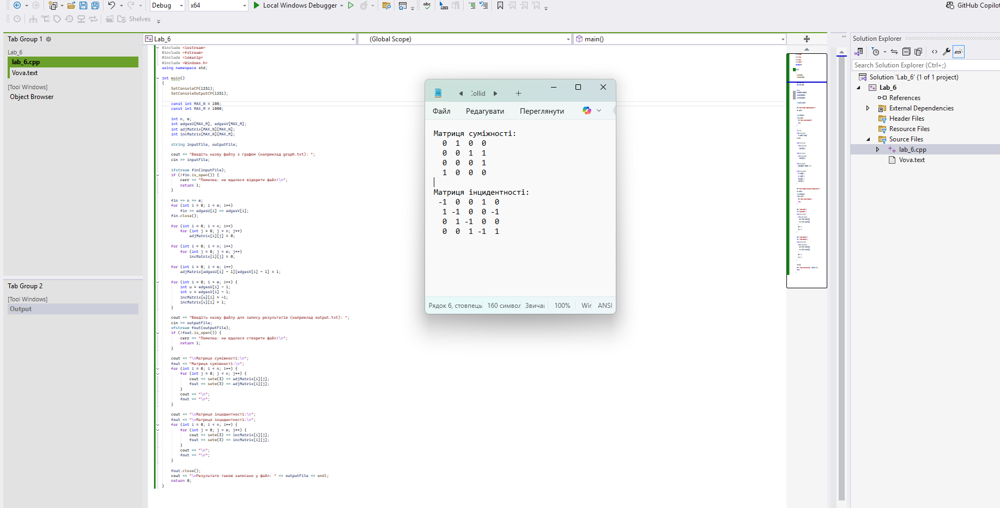 Debug
x64
Local Windows Debugger
GitHub Copilot
Shelves
Tab Group 1
Lab_6
lab_6.cpp
Vova.text
[Tool Windows]
Object Browser
Tab Group 2
[Tool Windows]
Output
Lab_6
(Global Scope)
main()
#include <iostream>
#include <fstream>
#include <iomanip>
#include <Windows.h>
using namespace std;
int main()
{
SetConsoleCP(1251);
SetConsoleOutputCP(1251);
const int MAX_N = 100;
const int MAX_M = 1000;
int n, m;
int edgesU[MAX_M], edgesV[MAX_M];
int adjMatrix[MAX_N][MAX_N];
int incMatrix[MAX_N][MAX_M];
string inputFile, outputFile;
cout << "Введіть назву файлу з графом (наприклад graph.txt): ";
cin >> inputFile;
ifstream fin(inputFile);
if (!fin.is_open()) {
cerr << "Помилка: не вдалося відкрити файл!\n";
return 1;
}
fin >> n >> m;
for (int i = 0; i < m; i++)
fin >> edgesU[i] >> edgesV[i];
fin.close();
for (int i = 0; i < n; i++)
for (int j = 0; j < n; j++)
adjMatrix[i][j] = 0;
for (int i = 0; i < n; i++)
for (int j = 0; j < m; j++)
incMatrix[i][j] = 0;
for (int i = 0; i < m; i++)
adjMatrix[edgesU[i] - 1][edgesV[i] - 1] = 1;
for (int i = 0; i < m; i++) {
int u = edgesU[i] - 1;
int v = edgesV[i] - 1;
incMatrix[u][i] = -1;
incMatrix[v][i] = 1;
}
cout << "Введіть назву файлу для запису результатів (наприклад output.txt): ";
cin >> outputFile;
ofstream fout(outputFile);
if (!fout.is_open()) {
cerr << "Помилка: не вдалося створити файл!\n";
return 1;
}
cout << "\nМатриця суміжності:\n";
fout << "Матриця суміжності:\n";
for (int i = 0; i < n; i++) {
for (int j = 0; j < n; j++) {
cout << setw(3) << adjMatrix[i][j];
fout << setw(3) << adjMatrix[i][j];
}
cout << "\n";
fout << "\n";
}
cout << "\nМатриця інцидентності:\n";
fout << "\nМатриця інцидентності:\n";
for (int i = 0; i < n; i++) {
for (int j = 0; j < m; j++) {
cout << setw(3) << incMatrix[i][j];
fout << setw(3) << incMatrix[i][j];
}
cout << "\n";
fout << "\n";
}
fout.close();
cout << "\nРезультати також записано у файл: " << outputFile << endl;
return 0;
}
Файл Редагувати Переглянути
Матриця суміжності:
0 1 0 0
0 0 1 1
0 0 0 1
1 0 0 0
Матриця інцидентності:
-1 0 0 1 0
1 -1 0 0 -1
0 1 -1 0 0
0 0 1 -1 1
Рядок 6, стовпець 160 символ Звичаі 100% Wir ANSI
Solution Explorer
Search Solution Explorer (Ctrl+;)
Solution 'Lab_6' (1 of 1 project)
Lab_6
References
External Dependencies
Header Files
Resource Files
Source Files
lab_6.cpp
Vova.text